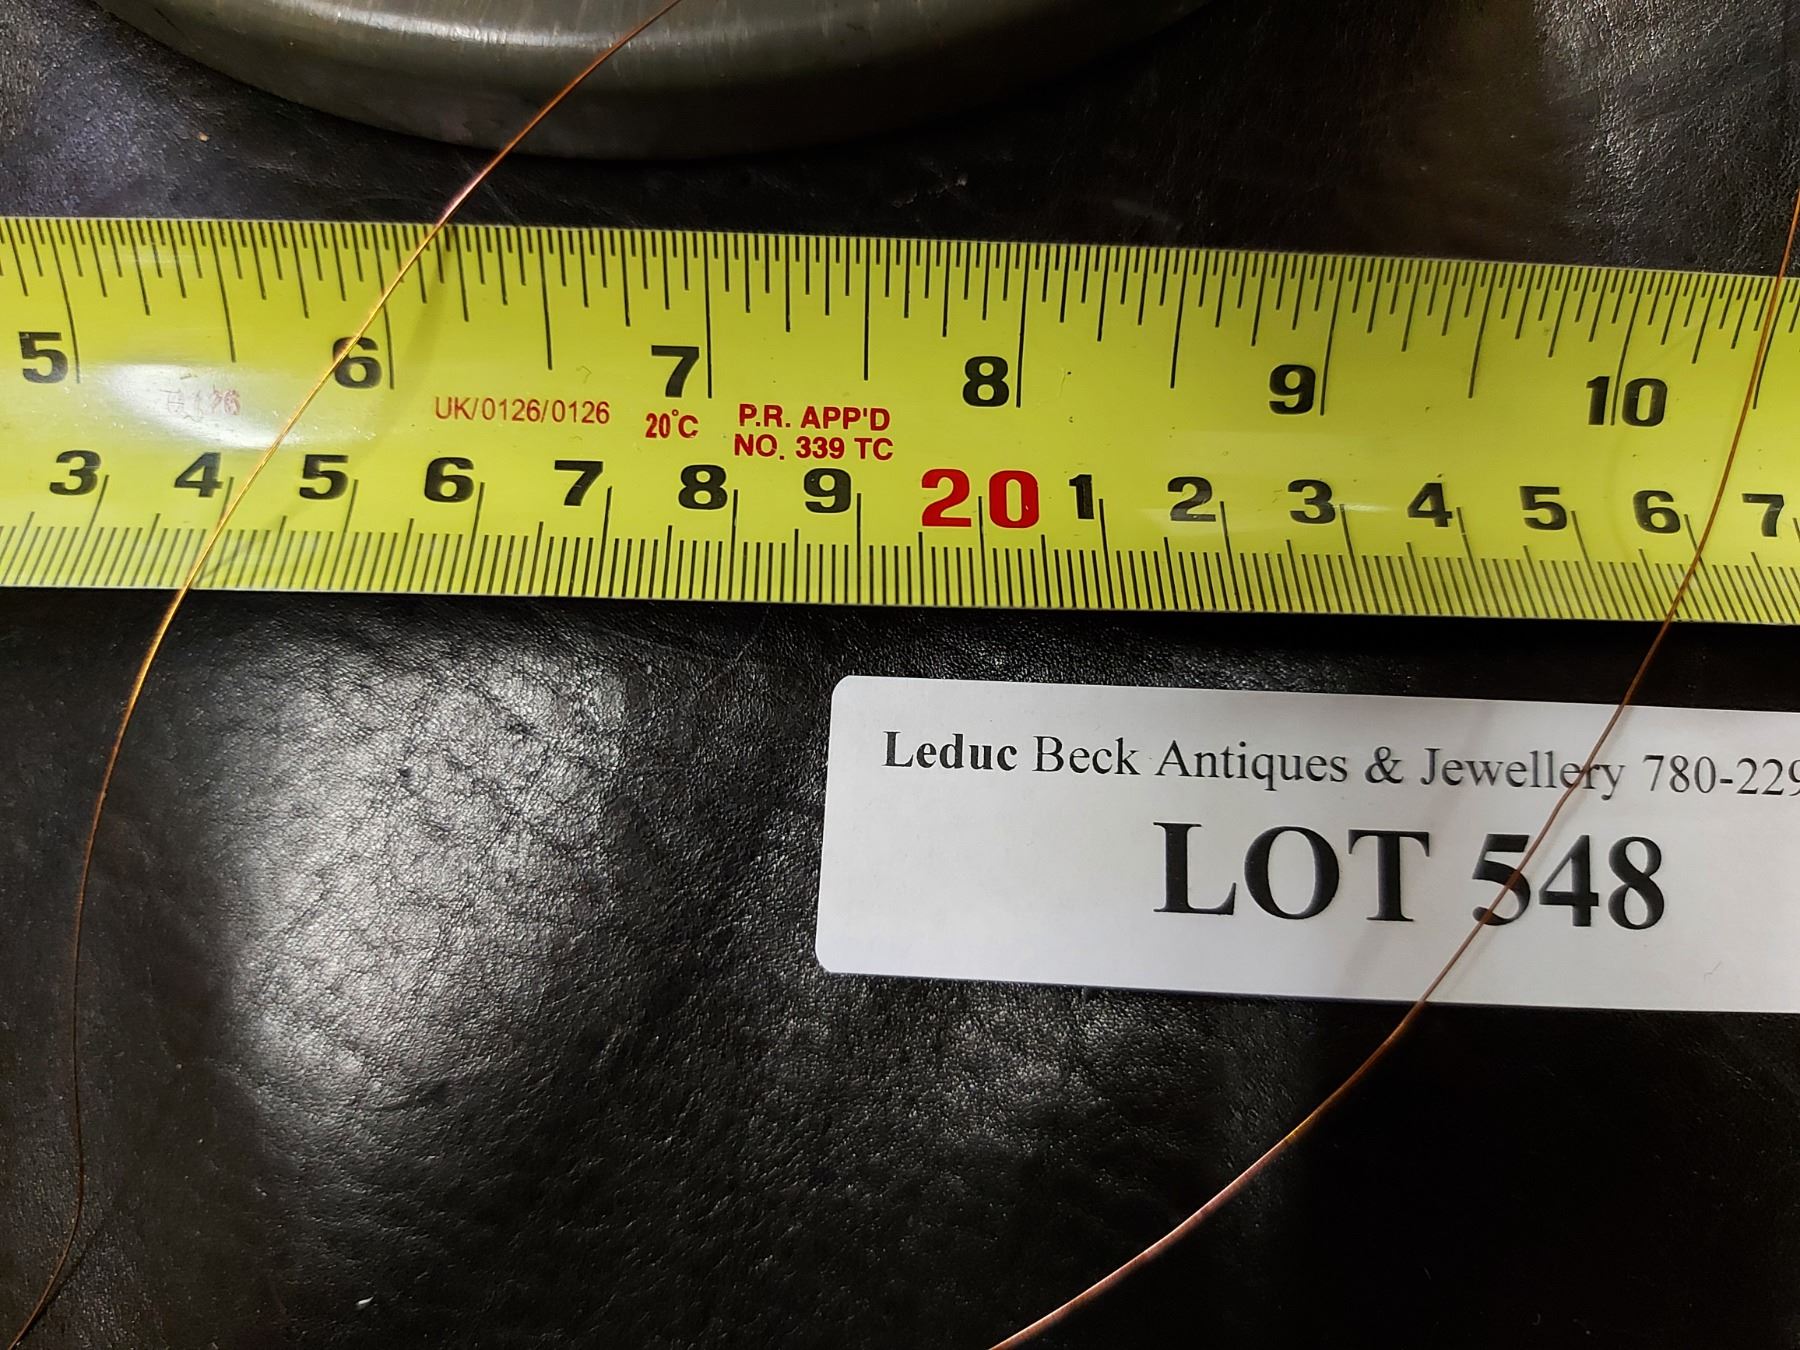 5 6 7 8 9 10
UK/0126/0126 20°C P.R. APP'D
NO. 339 TC
3 4 5 6 7 8 9 20 1 2 3 4 5 6 7
Leduc Beck Antiques & Jewellery 780-229
LOT 548